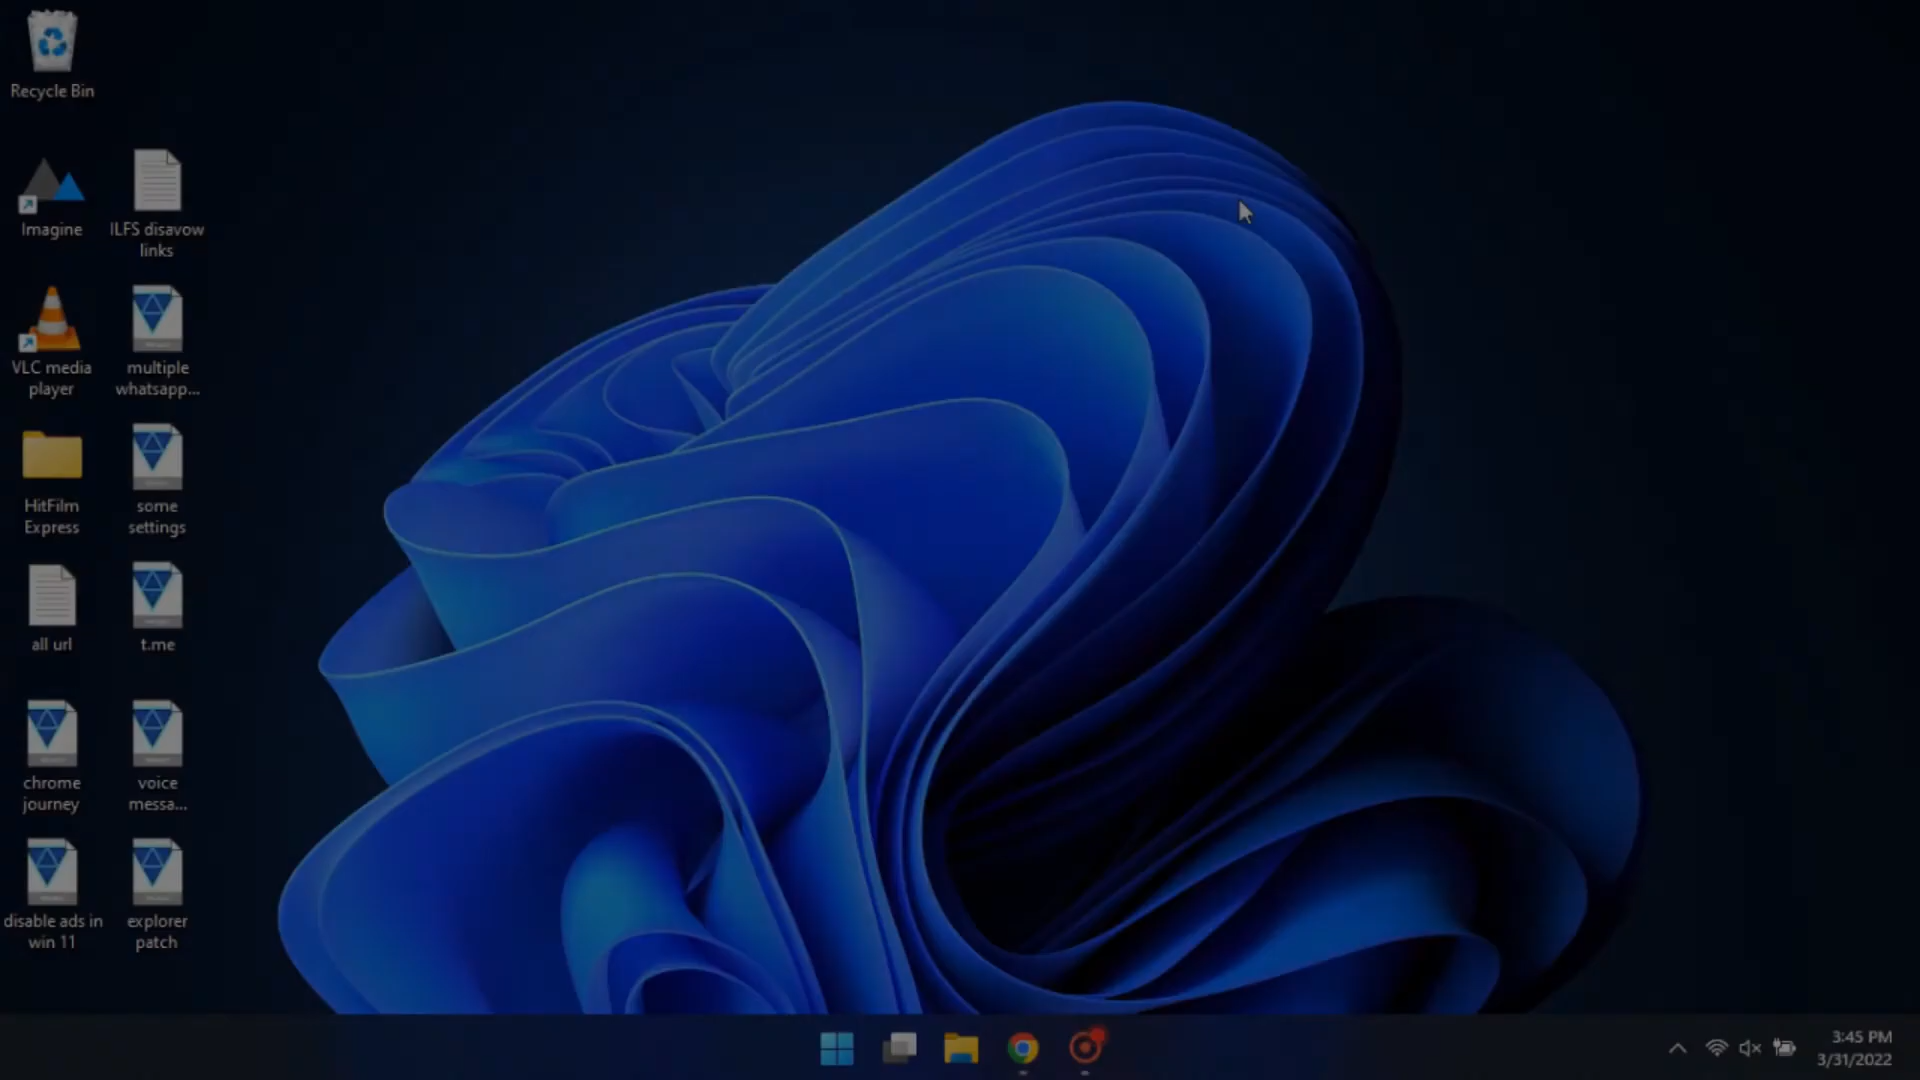 Recycle Bin
Imagine
ILFS disavow
links
VLC media
player
multiple
whatsapp...
HitFilm
Express
some
settings
all url
t.me
chrome
journey
voice
messa...
disable ads in
win 11
explorer
patch
3:45 PM
3/31/2022